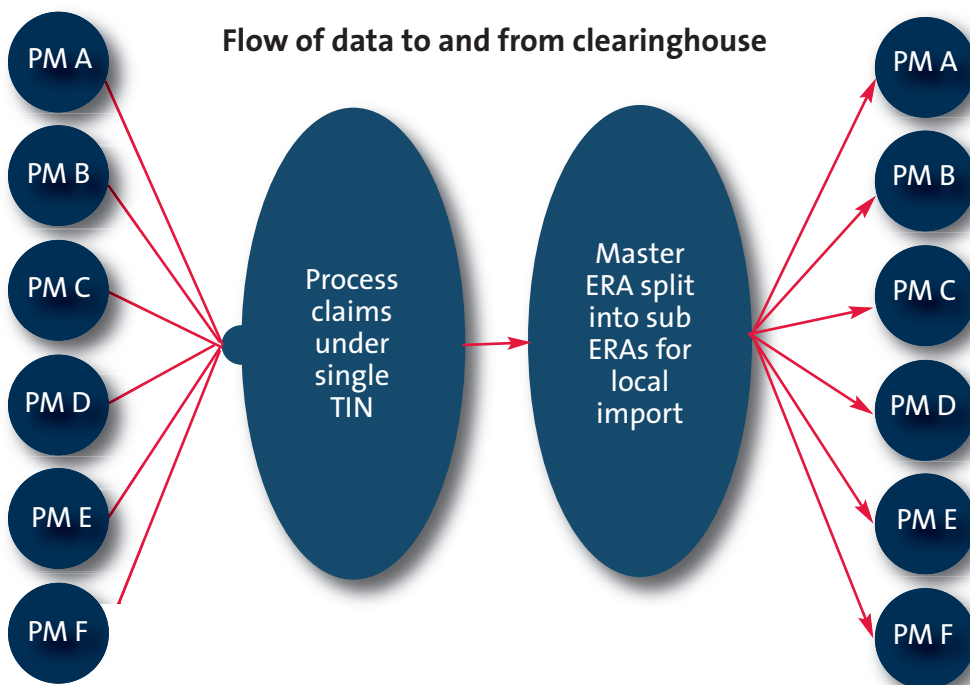 Flow of data to and from clearinghouse
PM A
PM B
PM C
PM D
PM E
PM F
Process
claims
under
single
TIN
Master
ERA split
into sub
ERAs for
local
import
PM A
PM B
PM C
PM D
PM E
PM F